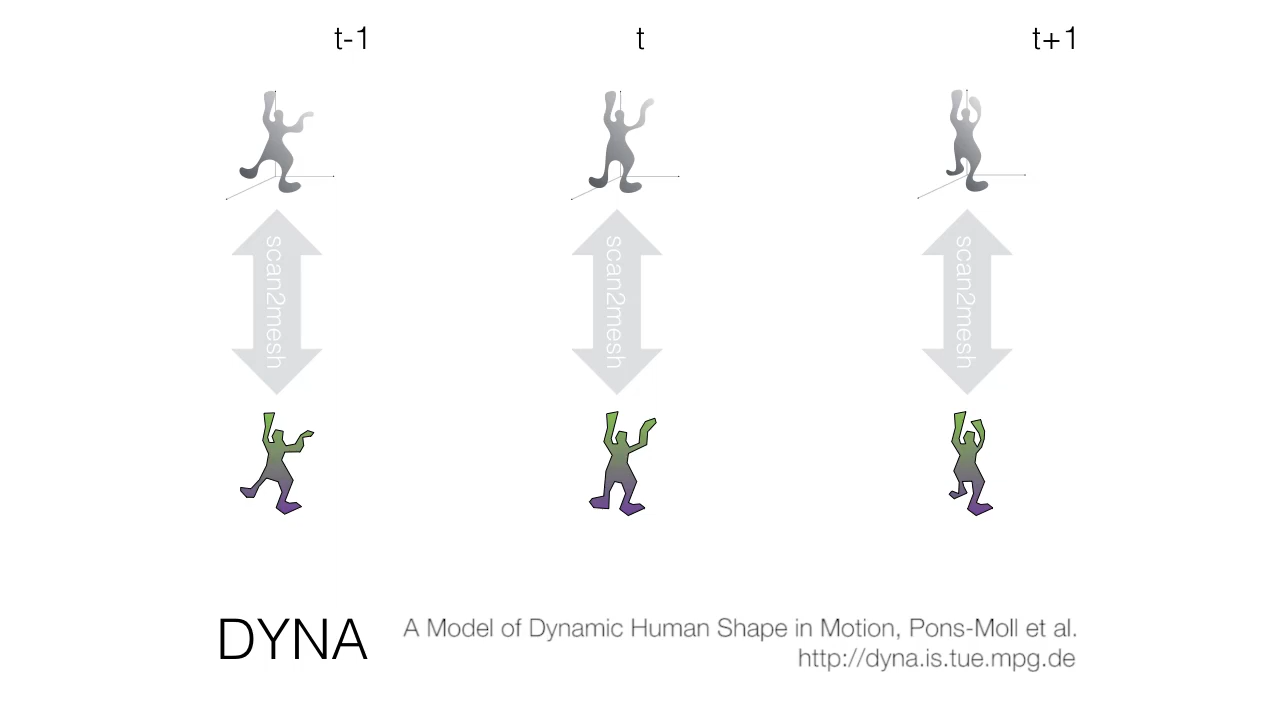 t-1
t
t+1
scan2mesh
scan2mesh
scan2mesh
DYNA
A Model of Dynamic Human Shape in Motion, Pons-Moll et al.
http://dyna.is.tue.mpg.de